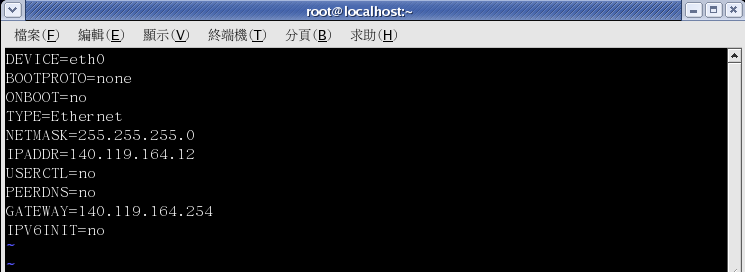 root@localhost:~
檔案(F) 編輯(E) 顯示(V) 終端機(T) 分頁(B) 求助(H)
DEVICE=eth0
BOOTPROTO=none
ONBOOT=no
TYPE=Ethernet
NETMASK=255.255.255.0
IPADDR=140.119.164.12
USERCTL=no
PEERDNS=no
GATEWAY=140.119.164.254
IPV6INIT=no
~
~